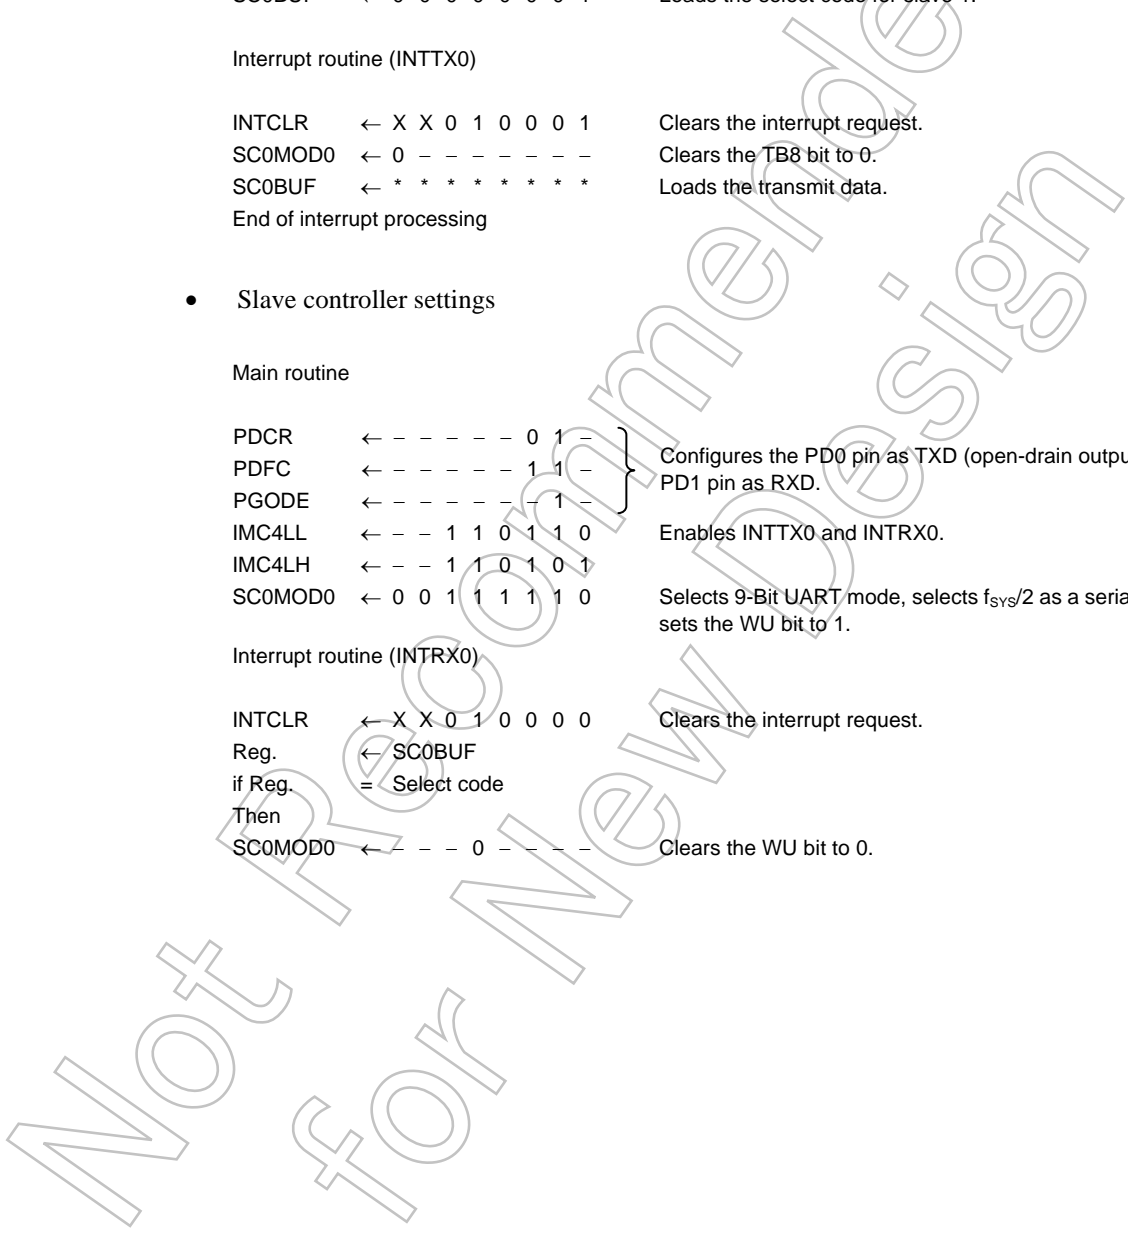 Interrupt routine (INTTX0)
INTCLR ← X X 0 1 0 0 0 1 Clears the interrupt request.
SC0MOD0 ← 0 – – – – – – – Clears the TB8 bit to 0.
SC0BUF ← * * * * * * * * Loads the transmit data.
End of interrupt processing
• Slave controller settings
Main routine
PDCR ← – – – – – 0 1 –
PDFC ← – – – – – 1 1 –
PGODE ← – – – – – – 1 –
Configures the PD0 pin as TXD (open-drain outpu
PD1 pin as RXD.
IMC4LL ← – – 1 1 0 1 1 0 Enables INTTX0 and INTRX0.
IMC4LH ← – – 1 1 0 1 0 1
SC0MOD0 ← 0 0 1 1 1 1 1 0 Selects 9-Bit UART mode, selects fSYS/2 as a seria
sets the WU bit to 1.
Interrupt routine (INTRX0)
INTCLR ← X X 0 1 0 0 0 0 Clears the interrupt request.
Reg. ← SC0BUF
if Reg. = Select code
Then
SC0MOD0 ← – – – 0 – – – – Clears the WU bit to 0.
Not Recommende
for New Design